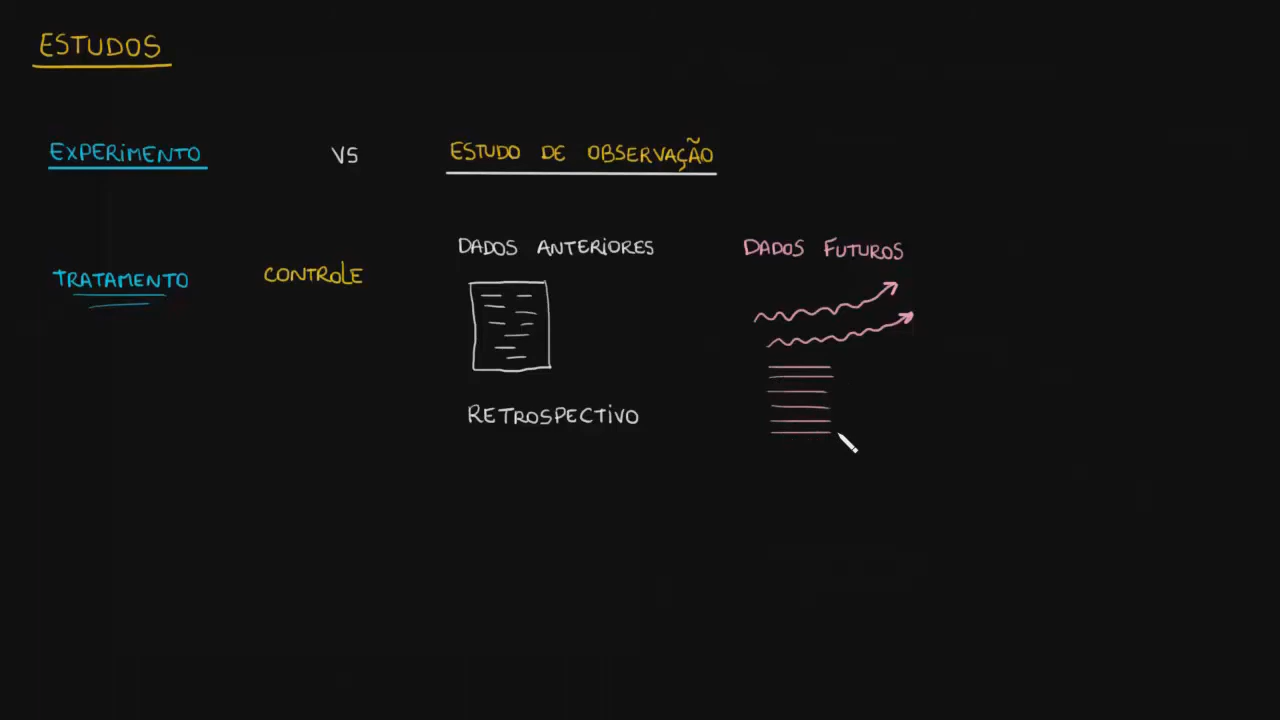 ESTUDOS
EXPERIMENTO VS ESTUDO DE OBSERVAÇÃO
DADOS ANTERIORES DADOS FUTUROS
TRATAMENTO CONTROLE
RETROSPECTIVO